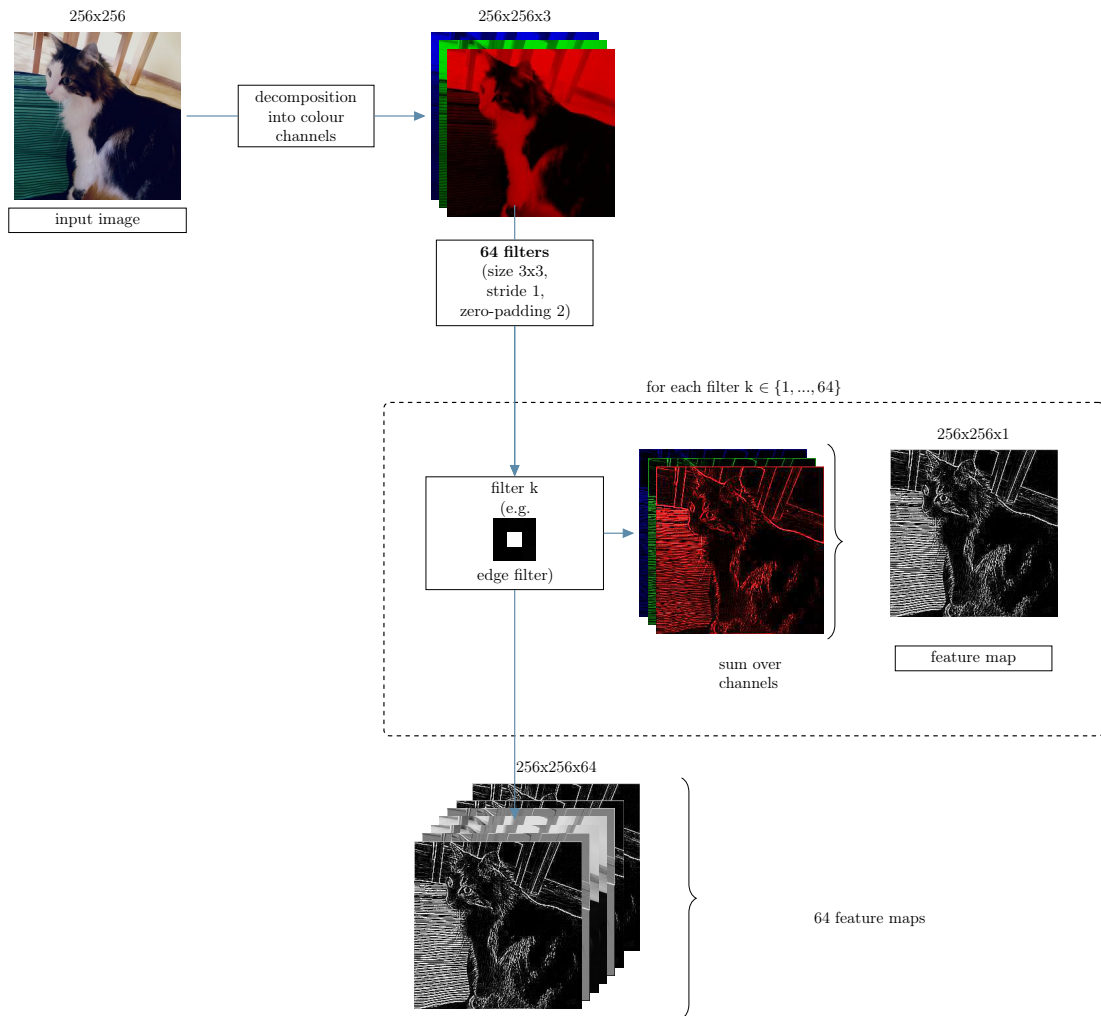 256x256
input image
decomposition
into colour
channels
256x256x3
64 filters
(size 3x3,
stride 1,
zero-padding 2)
for each filter k ∈ {1, ..., 64}
filter k
(e.g.
edge filter)
sum over
channels
256x256x1
feature map
256x256x64
64 feature maps